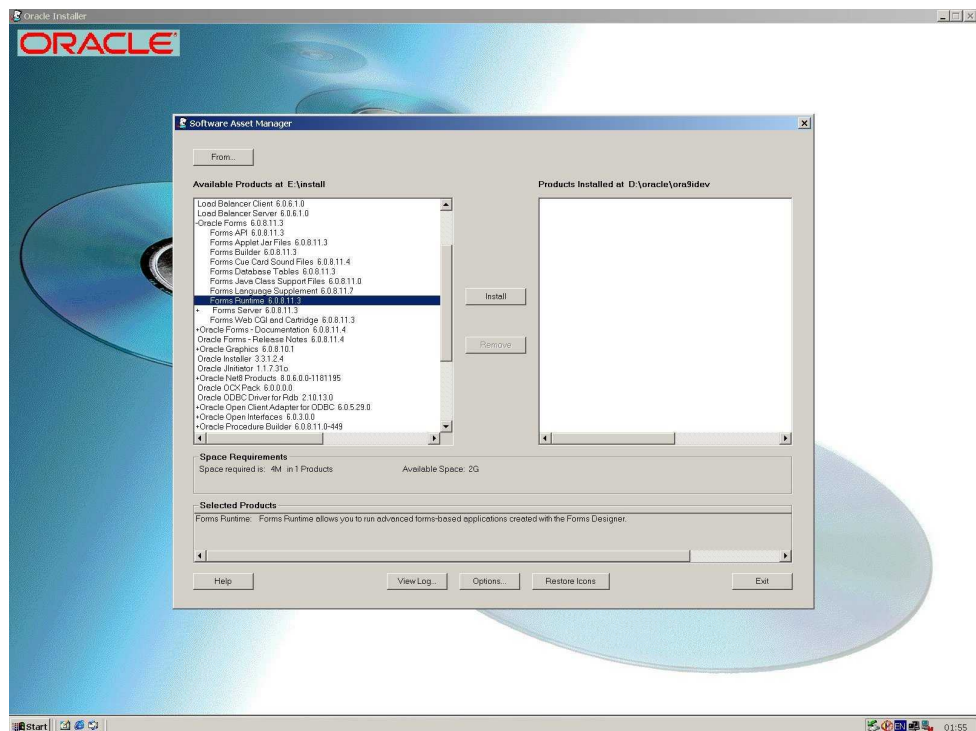 Oracle Installer
ORACLE
Software Asset Manager
From...
Available Products at E:\install
Products Installed at D:\oracle\ora9idev
Load Balancer Client 6.0.6.1.0
Load Balancer Server 6.0.6.1.0
-Oracle Forms 6.0.8.11.3
Forms API 6.0.8.11.3
Forms Applet Jar Files 6.0.8.11.3
Forms Builder 6.0.8.11.3
Forms Cue Card Sound Files 6.0.8.11.4
Forms Database Tables 6.0.8.11.3
Forms Java Class Support Files 6.0.8.11.0
Forms Language Supplement 6.0.8.11.7
Forms Runtime 6.0.8.11.3
+ Forms Server 6.0.8.11.3
Forms Web CGI and Cartridge 6.0.8.11.3
+Oracle Forms - Documentation 6.0.8.11.4
Oracle Forms - Release Notes 6.0.8.11.4
+Oracle Graphics 6.0.8.10.1
Oracle Installer 3.3.1.2.4
Oracle JInitiator 1.1.7.31o
+Oracle Net8 Products 8.0.6.0.0-1181195
Oracle OCX Pack 6.0.0.0.0
Oracle ODBC Driver for Rdb 2.10.13.0
+Oracle Open Client Adapter for ODBC 6.0.5.29.0
+Oracle Open Interfaces 6.0.3.0.0
+Oracle Procedure Builder 6.0.8.11.0-449
Install
Remove
Space Requirements
Space required is: 4M in 1 Products
Available Space: 2G
Selected Products
Forms Runtime: Forms Runtime allows you to run advanced forms-based applications created with the Forms Designer.
Help
View Log...
Options...
Restore Icons
Exit
Start
EN
01:55